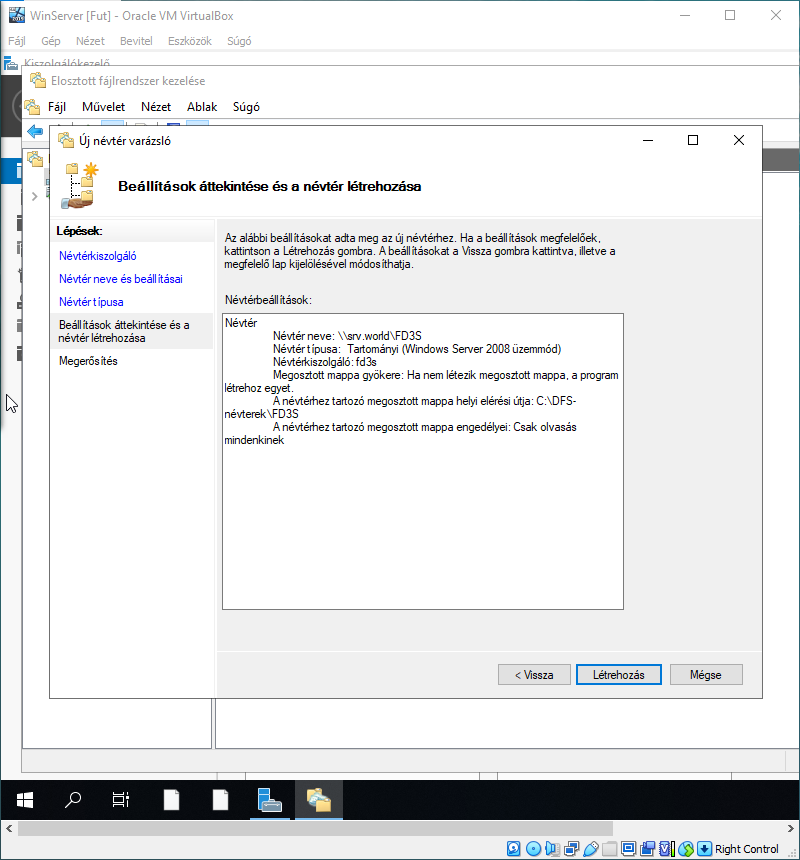 WinServer [Fut] - Oracle VM VirtualBox
Fájl Gép Nézet Bevitel Eszközök Súgó
Kiszolgálókezelő
Elosztott fájlrendszer kezelése
Fájl Művelet Nézet Ablak Súgó
Új névtér varázsló
Beállítások áttekintése és a névtér létrehozása
Lépések:
Névtérkiszolgáló
Névtér neve és beállításai
Névtér típusa
Beállítások áttekintése és a
névtér létrehozása
Megerősítés
Az alábbi beállításokat adta meg az új névtérhez. Ha a beállítások megfelelőek,
kattintson a Létrehozás gombra. A beállításokat a Vissza gombra kattintva, illetve a
megfelelő lap kijelölésével módosíthatja.
Névtérbeállítások:
Névtér
Névtér neve: \\srv.world\FD3S
Névtér típusa: Tartományi (Windows Server 2008 üzemmód)
Névtérkiszolgáló: fd3s
Megosztott mappa gyökere: Ha nem létezik megosztott mappa, a program
létrehoz egyet.
A névtérhez tartozó megosztott mappa helyi elérési útja: C:\DFS-
névterek\FD3S
A névtérhez tartozó megosztott mappa engedélyei: Csak olvasás
mindenkinek
< Vissza Létrehozás Mégse
Right Control